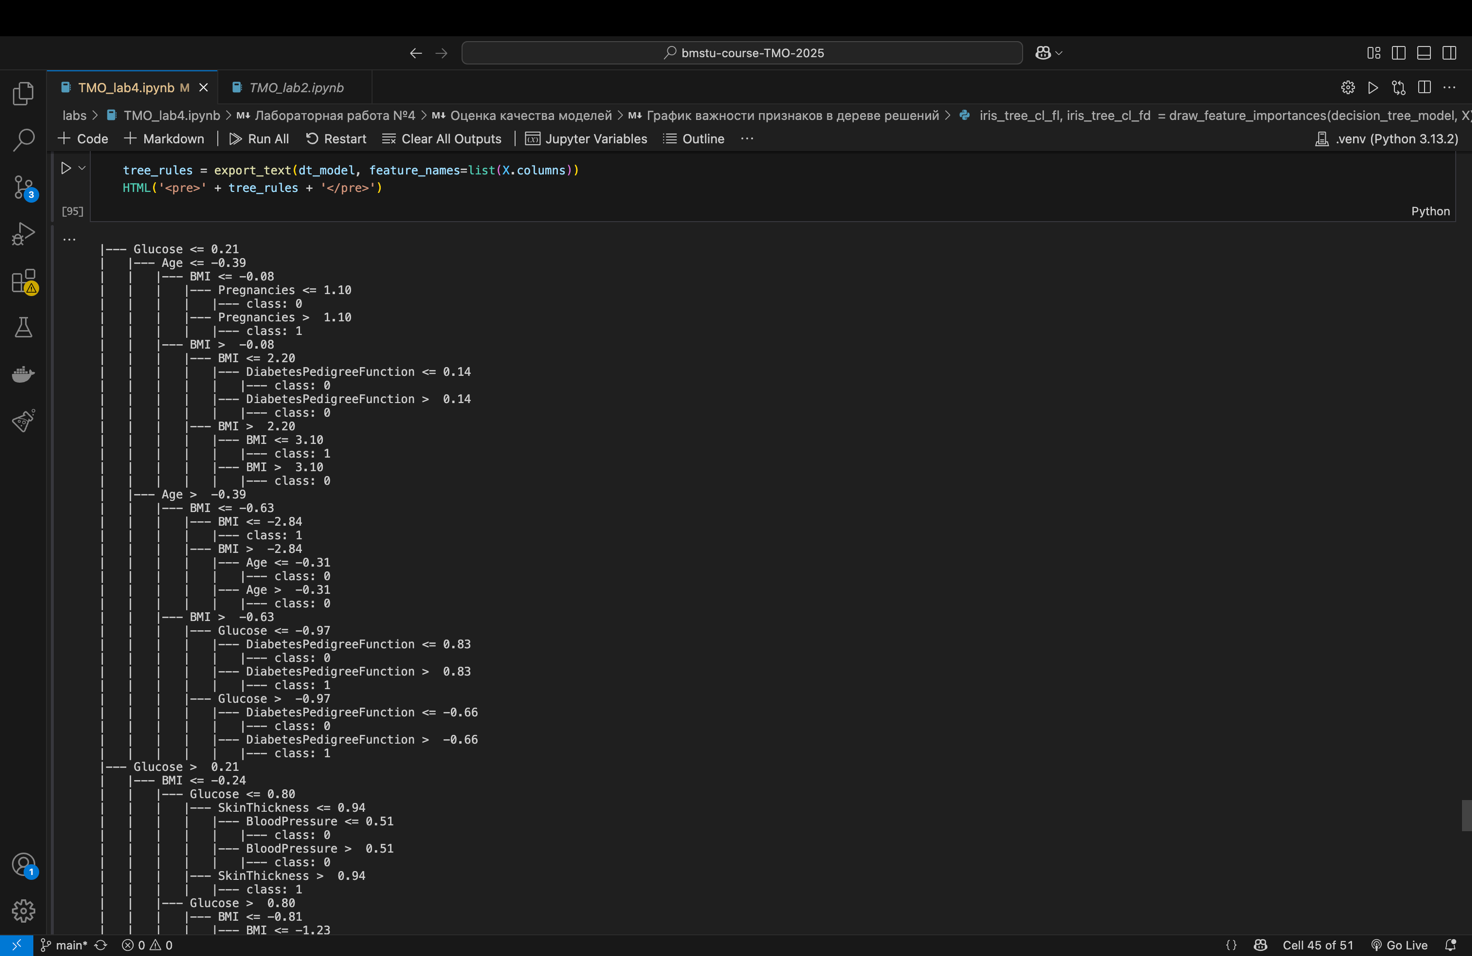 bmstu-course-TMO-2025
TMO_lab4.ipynb M
TMO_lab2.ipynb
labs > TMO_lab4.ipynb > M↓ Лабораторная работа №4 > M↓ Оценка качества моделей > M↓ График важности признаков в дереве решений > iris_tree_cl_fl, iris_tree_cl_fd = draw_feature_importances(decision_tree_model, X
+ Code + Markdown | Run All Restart Clear All Outputs | Jupyter Variables Outline ··· .venv (Python 3.13.2)
tree_rules = export_text(dt_model, feature_names=list(X.columns))
HTML('<pre>' + tree_rules + '</pre>')
[95]
Python
...
|--- Glucose <= 0.21
|   |--- Age <= -0.39
|   |   |--- BMI <= -0.08
|   |   |   |--- Pregnancies <= 1.10
|   |   |   |   |--- class: 0
|   |   |   |--- Pregnancies >  1.10
|   |   |   |   |--- class: 1
|   |   |--- BMI >  -0.08
|   |   |   |--- BMI <= 2.20
|   |   |   |   |--- DiabetesPedigreeFunction <= 0.14
|   |   |   |   |   |--- class: 0
|   |   |   |   |--- DiabetesPedigreeFunction >  0.14
|   |   |   |   |   |--- class: 0
|   |   |   |--- BMI >  2.20
|   |   |   |   |--- BMI <= 3.10
|   |   |   |   |   |--- class: 1
|   |   |   |   |--- BMI >  3.10
|   |   |   |   |   |--- class: 0
|   |--- Age >  -0.39
|   |   |--- BMI <= -0.63
|   |   |   |--- BMI <= -2.84
|   |   |   |   |--- class: 1
|   |   |   |--- BMI >  -2.84
|   |   |   |   |--- Age <= -0.31
|   |   |   |   |   |--- class: 0
|   |   |   |   |--- Age >  -0.31
|   |   |   |   |   |--- class: 0
|   |   |--- BMI >  -0.63
|   |   |   |--- Glucose <= -0.97
|   |   |   |   |--- DiabetesPedigreeFunction <= 0.83
|   |   |   |   |   |--- class: 0
|   |   |   |   |--- DiabetesPedigreeFunction >  0.83
|   |   |   |   |   |--- class: 1
|   |   |   |--- Glucose >  -0.97
|   |   |   |   |--- DiabetesPedigreeFunction <= -0.66
|   |   |   |   |   |--- class: 0
|   |   |   |   |--- DiabetesPedigreeFunction >  -0.66
|   |   |   |   |   |--- class: 1
|--- Glucose >  0.21
|   |--- BMI <= -0.24
|   |   |--- Glucose <= 0.80
|   |   |   |--- SkinThickness <= 0.94
|   |   |   |   |--- BloodPressure <= 0.51
|   |   |   |   |   |--- class: 0
|   |   |   |   |--- BloodPressure >  0.51
|   |   |   |   |   |--- class: 0
|   |   |   |--- SkinThickness >  0.94
|   |   |   |   |--- class: 1
|   |   |--- Glucose >  0.80
|   |   |   |--- BMI <= -0.81
|   |   |   |   |--- BMI <= -1.23
3
1
main* 0 0 {} Cell 45 of 51 Go Live